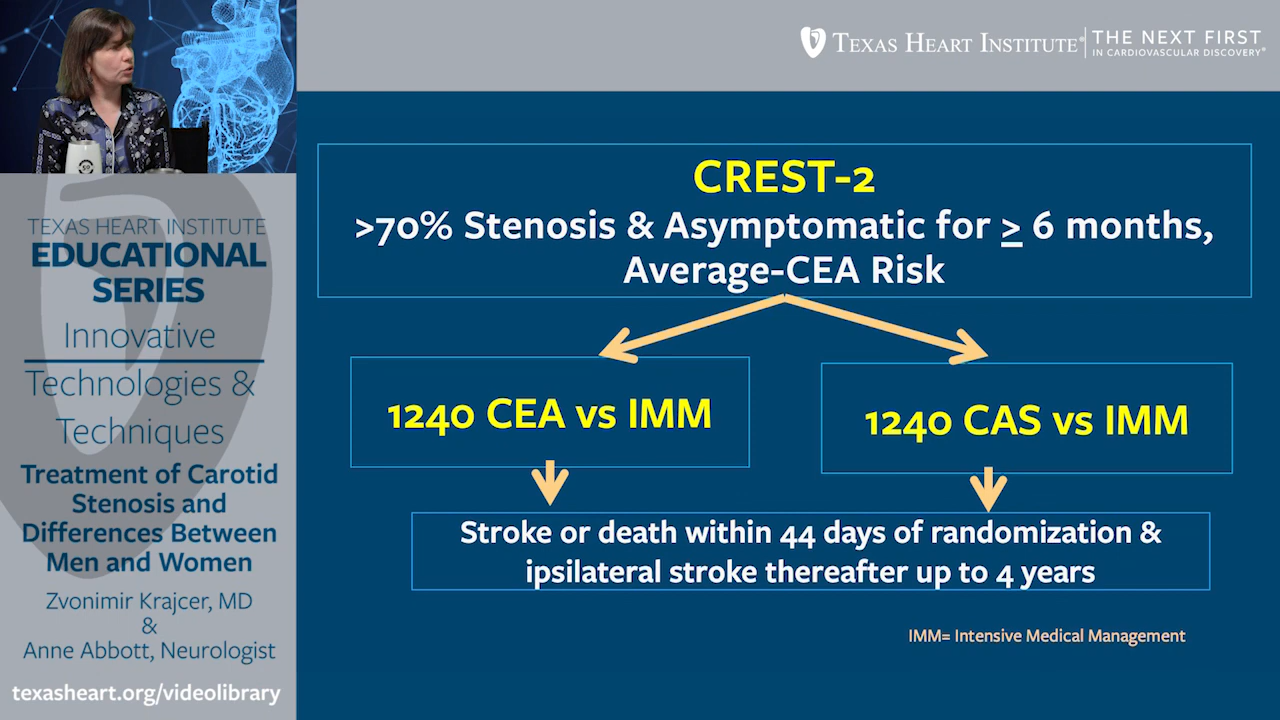 TEXAS HEART INSTITUTE® THE NEXT FIRST
IN CARDIOVASCULAR DISCOVERY®
TEXAS HEART INSTITUTE
EDUCATIONAL
SERIES
Innovative
Technologies &
Techniques
Treatment of Carotid
Stenosis and
Differences Between
Men and Women
Zvonimir Krajcer, MD
&
Anne Abbott, Neurologist
texasheart.org/videolibrary
CREST-2
>70% Stenosis & Asymptomatic for ≥ 6 months,
Average-CEA Risk
1240 CEA vs IMM
1240 CAS vs IMM
Stroke or death within 44 days of randomization &
ipsilateral stroke thereafter up to 4 years
IMM= Intensive Medical Management